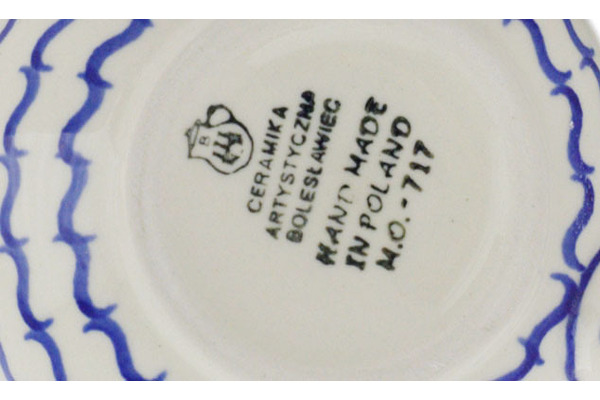 B
CERAMIKA
ARTYSTYCZNA
BOLESŁAWIEC
HAND MADE
IN POLAND
M.O.-717